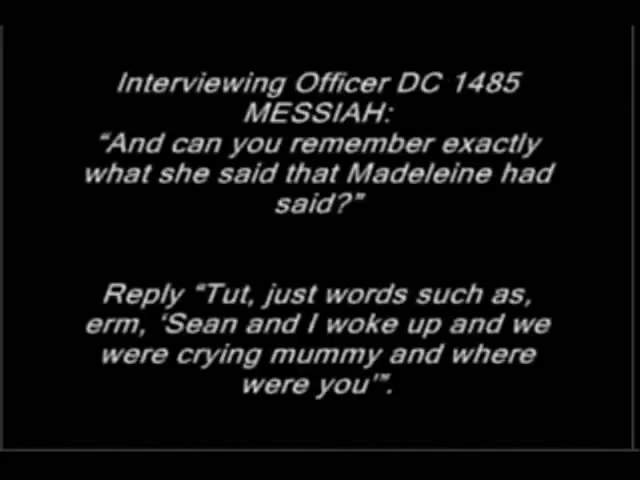 Interviewing Officer DC 1485
MESSIAH:
“And can you remember exactly
what she said that Madeleine had
said?”
Reply “Tut, just words such as,
erm, ‘Sean and I woke up and we
were crying mummy and where
were you’”.